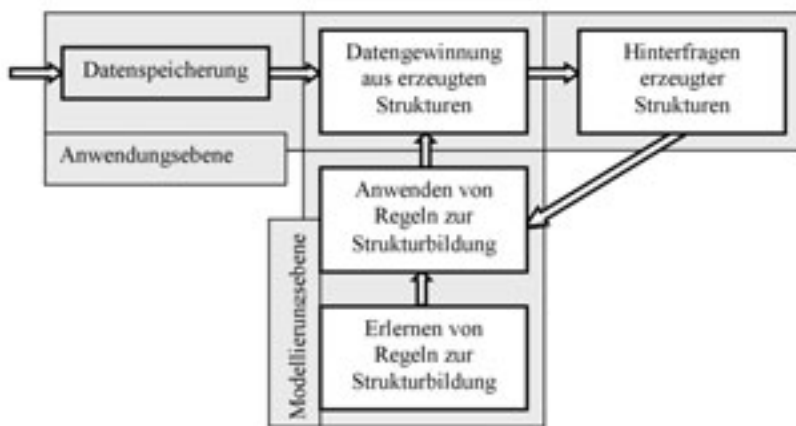 Datenspeicherung
Datengewinnung
aus erzeugten
Strukturen
Hinterfragen
erzeugter
Strukturen
Anwendungsebene
Anwenden von
Regeln zur
Strukturbildung
Modellierungsebene
Erlernen von
Regeln zur
Strukturbildung